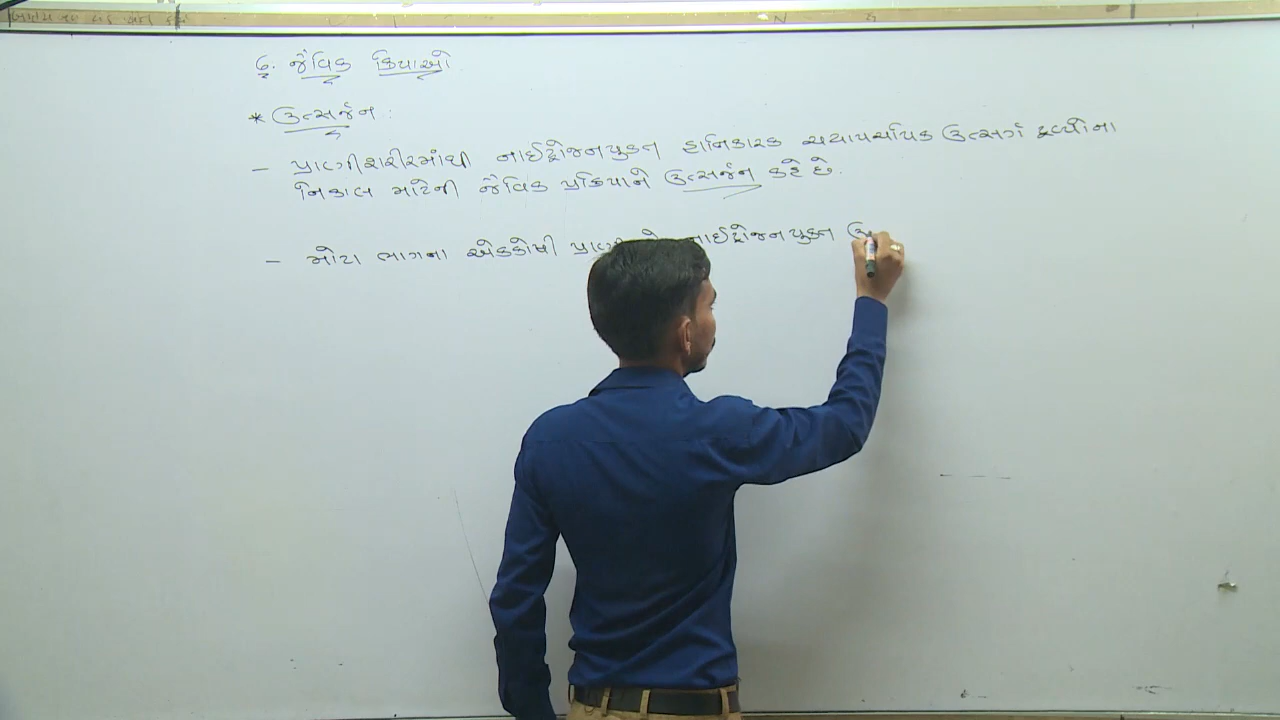 ૬. જૈવિક ક્રિયાઓ
* ઉત્સર્જન :
- પ્રાણીશરીરમાંથી નાઈટ્રોજનયુક્ત હાનિકારક ચયાપચયિક ઉત્સર્ગ દ્રવ્યોના
નિકાલ માટેની જૈવિક પ્રક્રિયાને ઉત્સર્જન કહે છે.
- મોટા ભાગના એકકોષી નાઈટ્રોજનયુક્ત ઉ